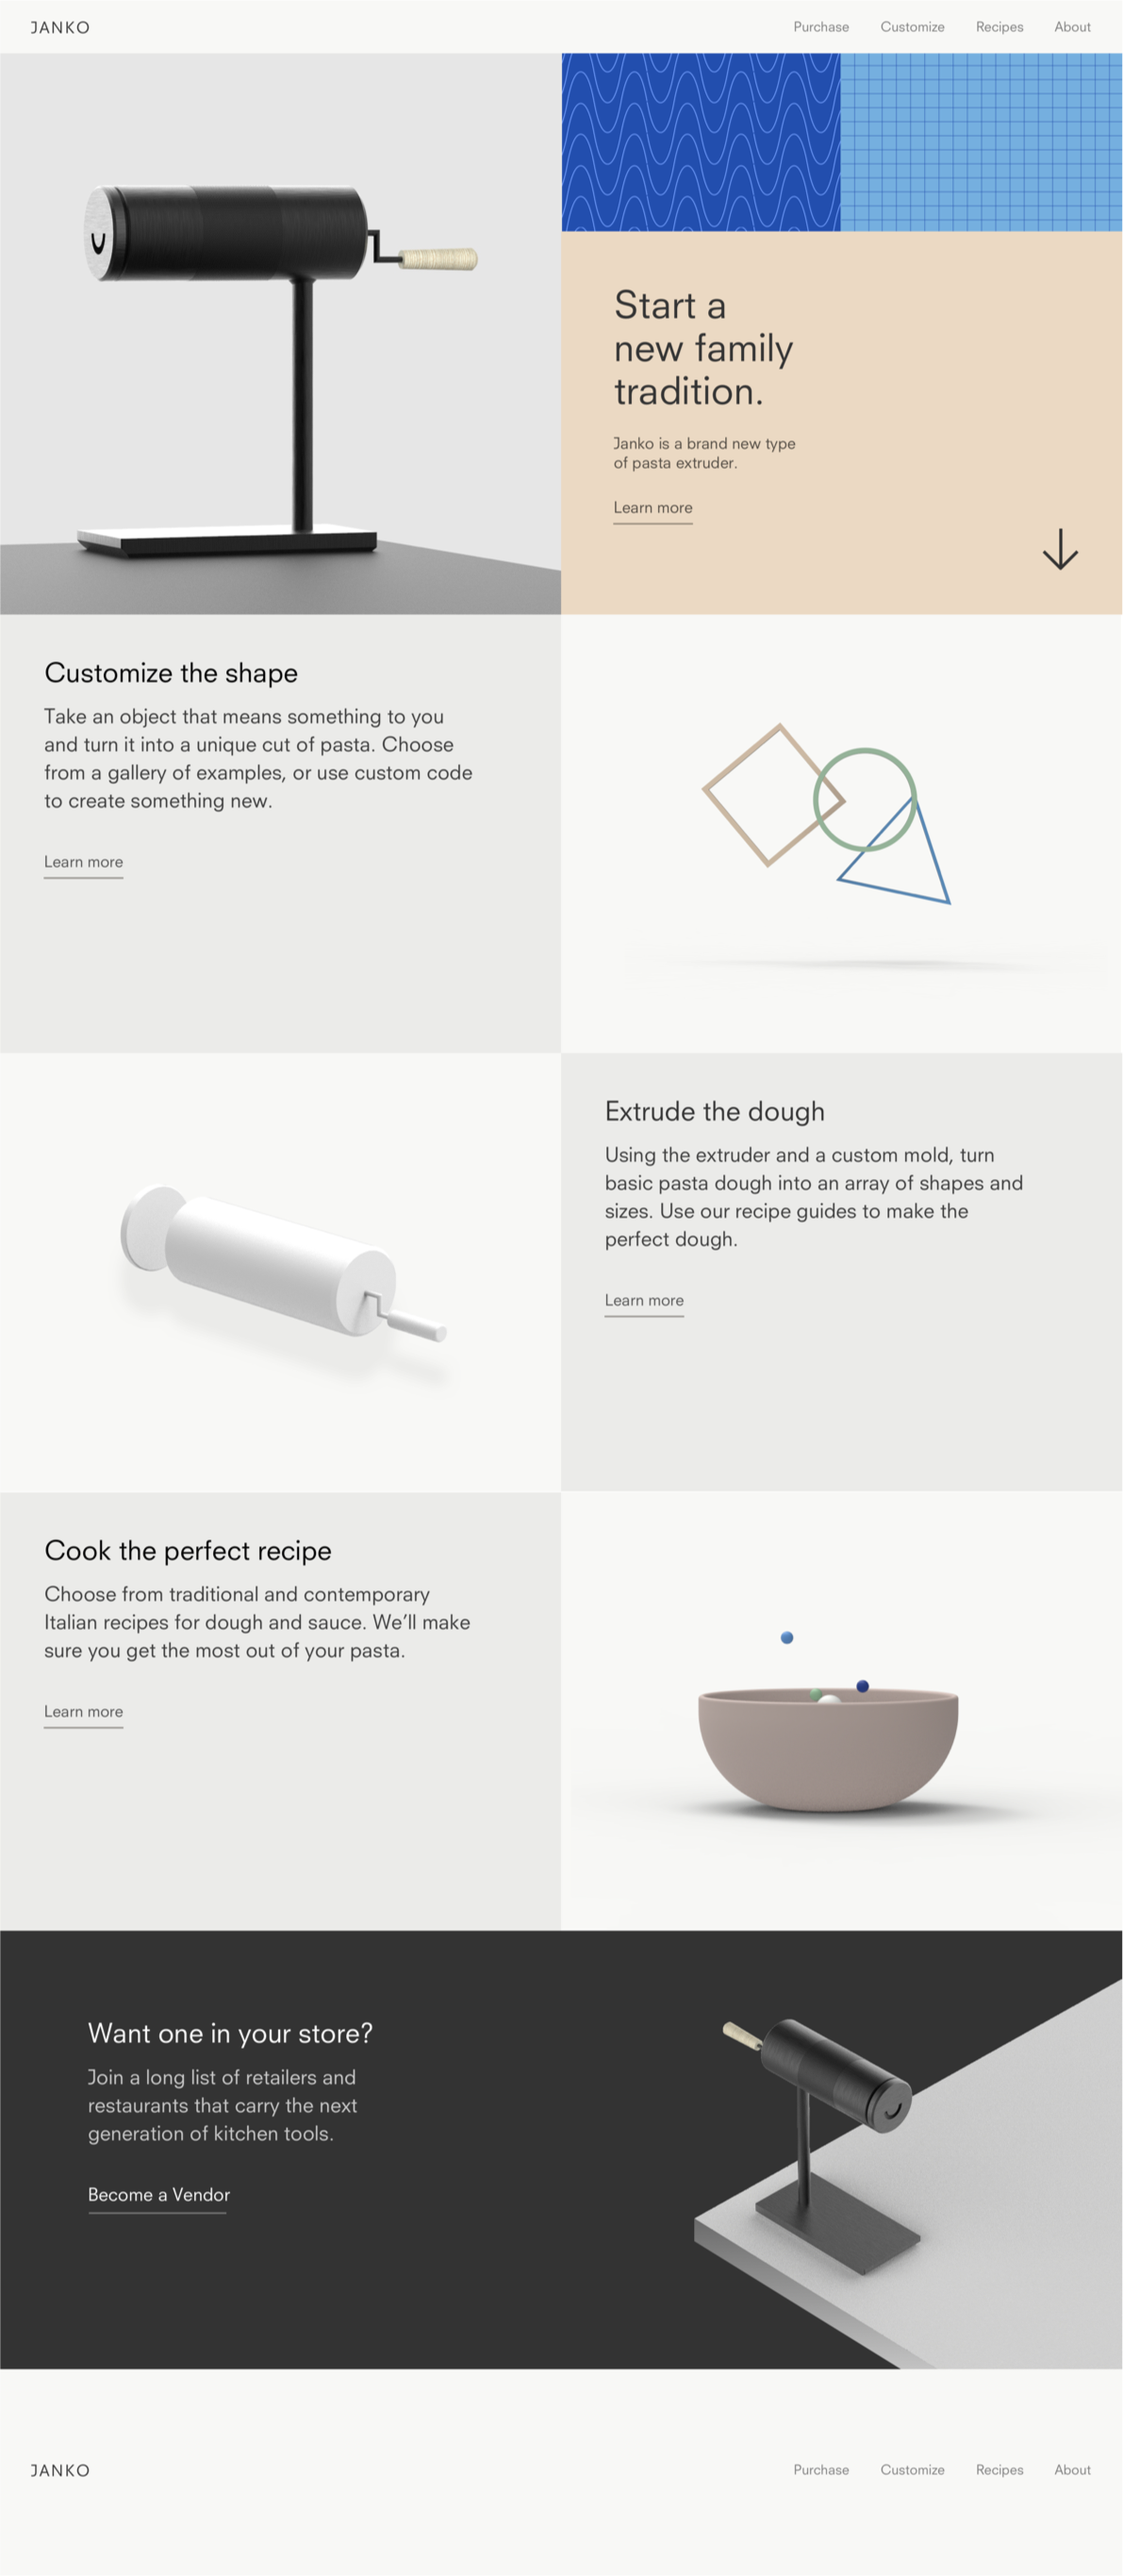 JANKO
Purchase Customize Recipes About
Start a
new family
tradition.
Janko is a brand new type
of pasta extruder.
Learn more
Customize the shape
Take an object that means something to you
and turn it into a unique cut of pasta. Choose
from a gallery of examples, or use custom code
to create something new.
Learn more
Extrude the dough
Using the extruder and a custom mold, turn
basic pasta dough into an array of shapes and
sizes. Use our recipe guides to make the
perfect dough.
Learn more
Cook the perfect recipe
Choose from traditional and contemporary
Italian recipes for dough and sauce. We’ll make
sure you get the most out of your pasta.
Learn more
Want one in your store?
Join a long list of retailers and
restaurants that carry the next
generation of kitchen tools.
Become a Vendor
JANKO
Purchase Customize Recipes About